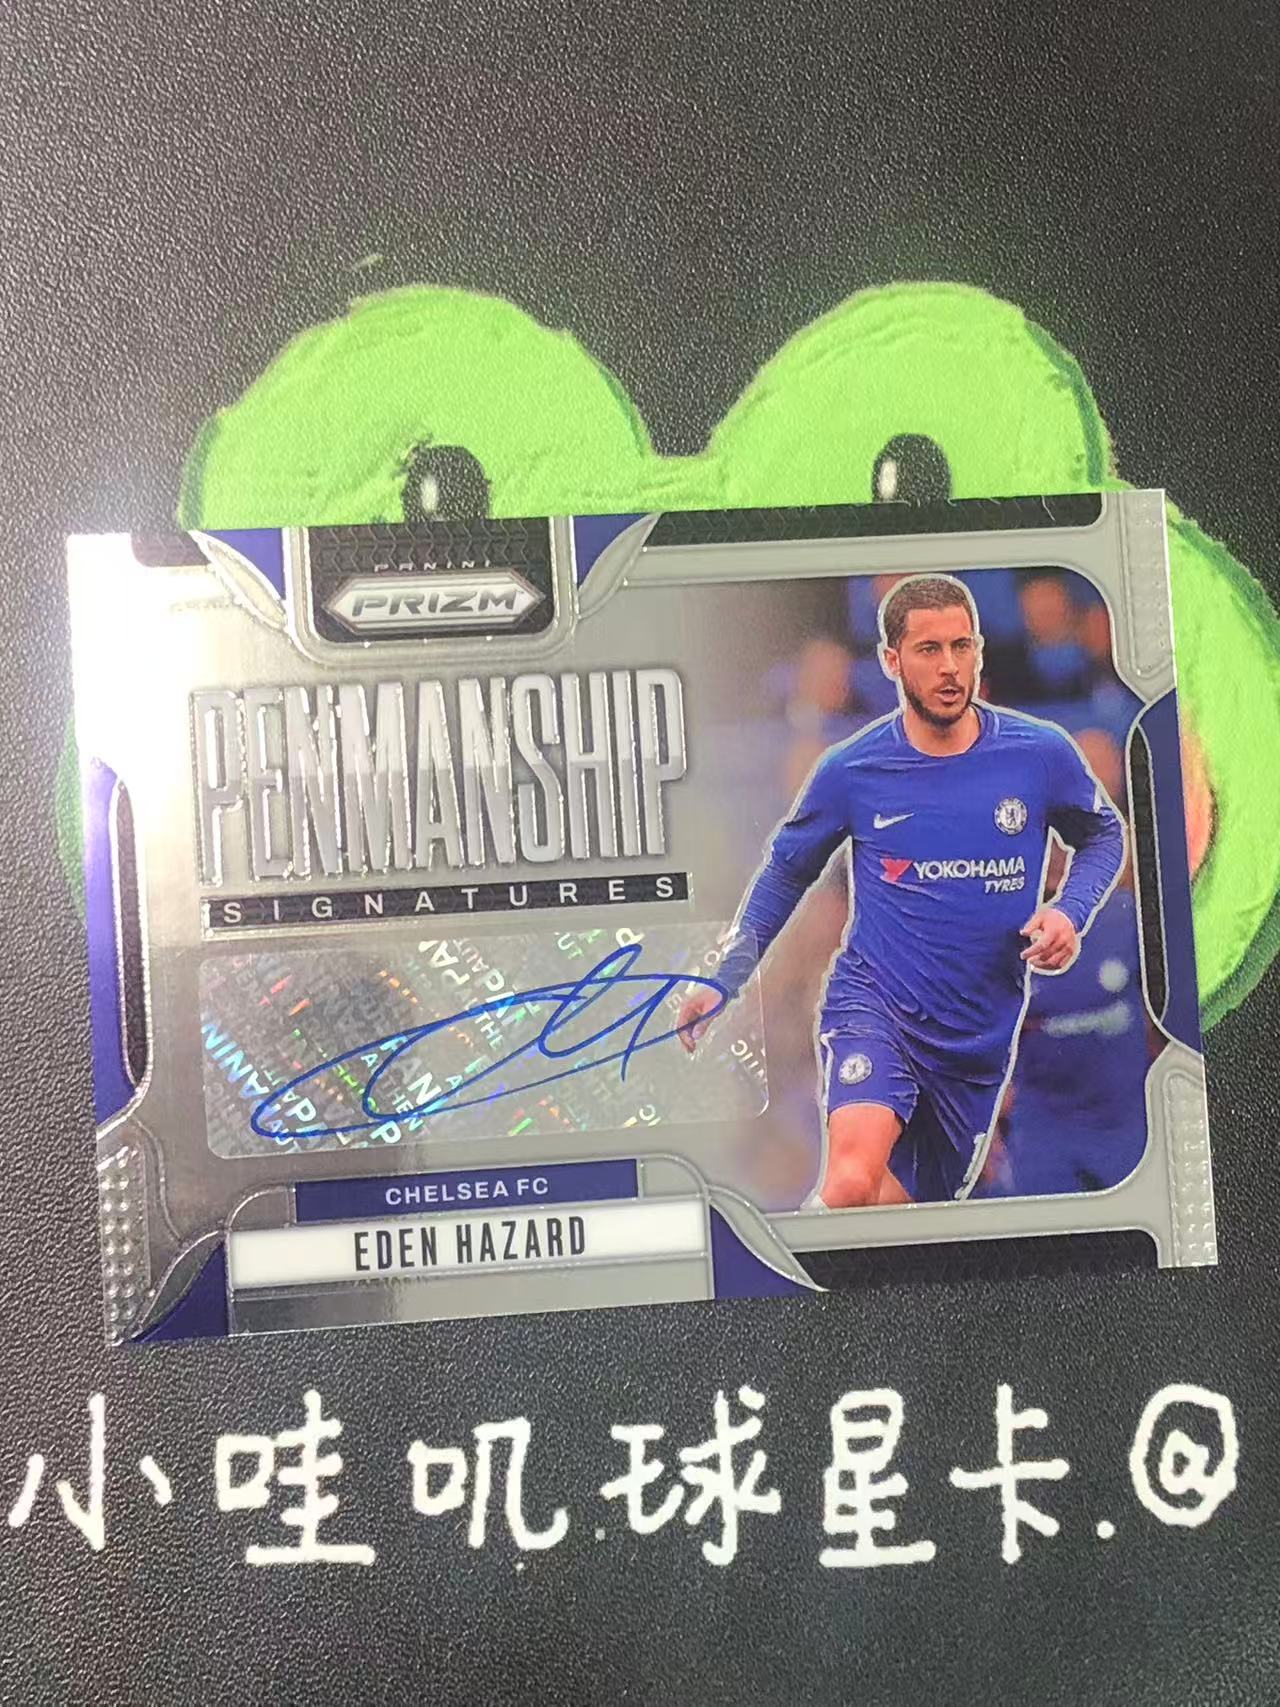 PANINI
PRIZM
PENMANSHIP
SIGNATURES
YOKOHAMA
TYRES
CHELSEA FC
EDEN HAZARD
小哇叽.球星卡.@